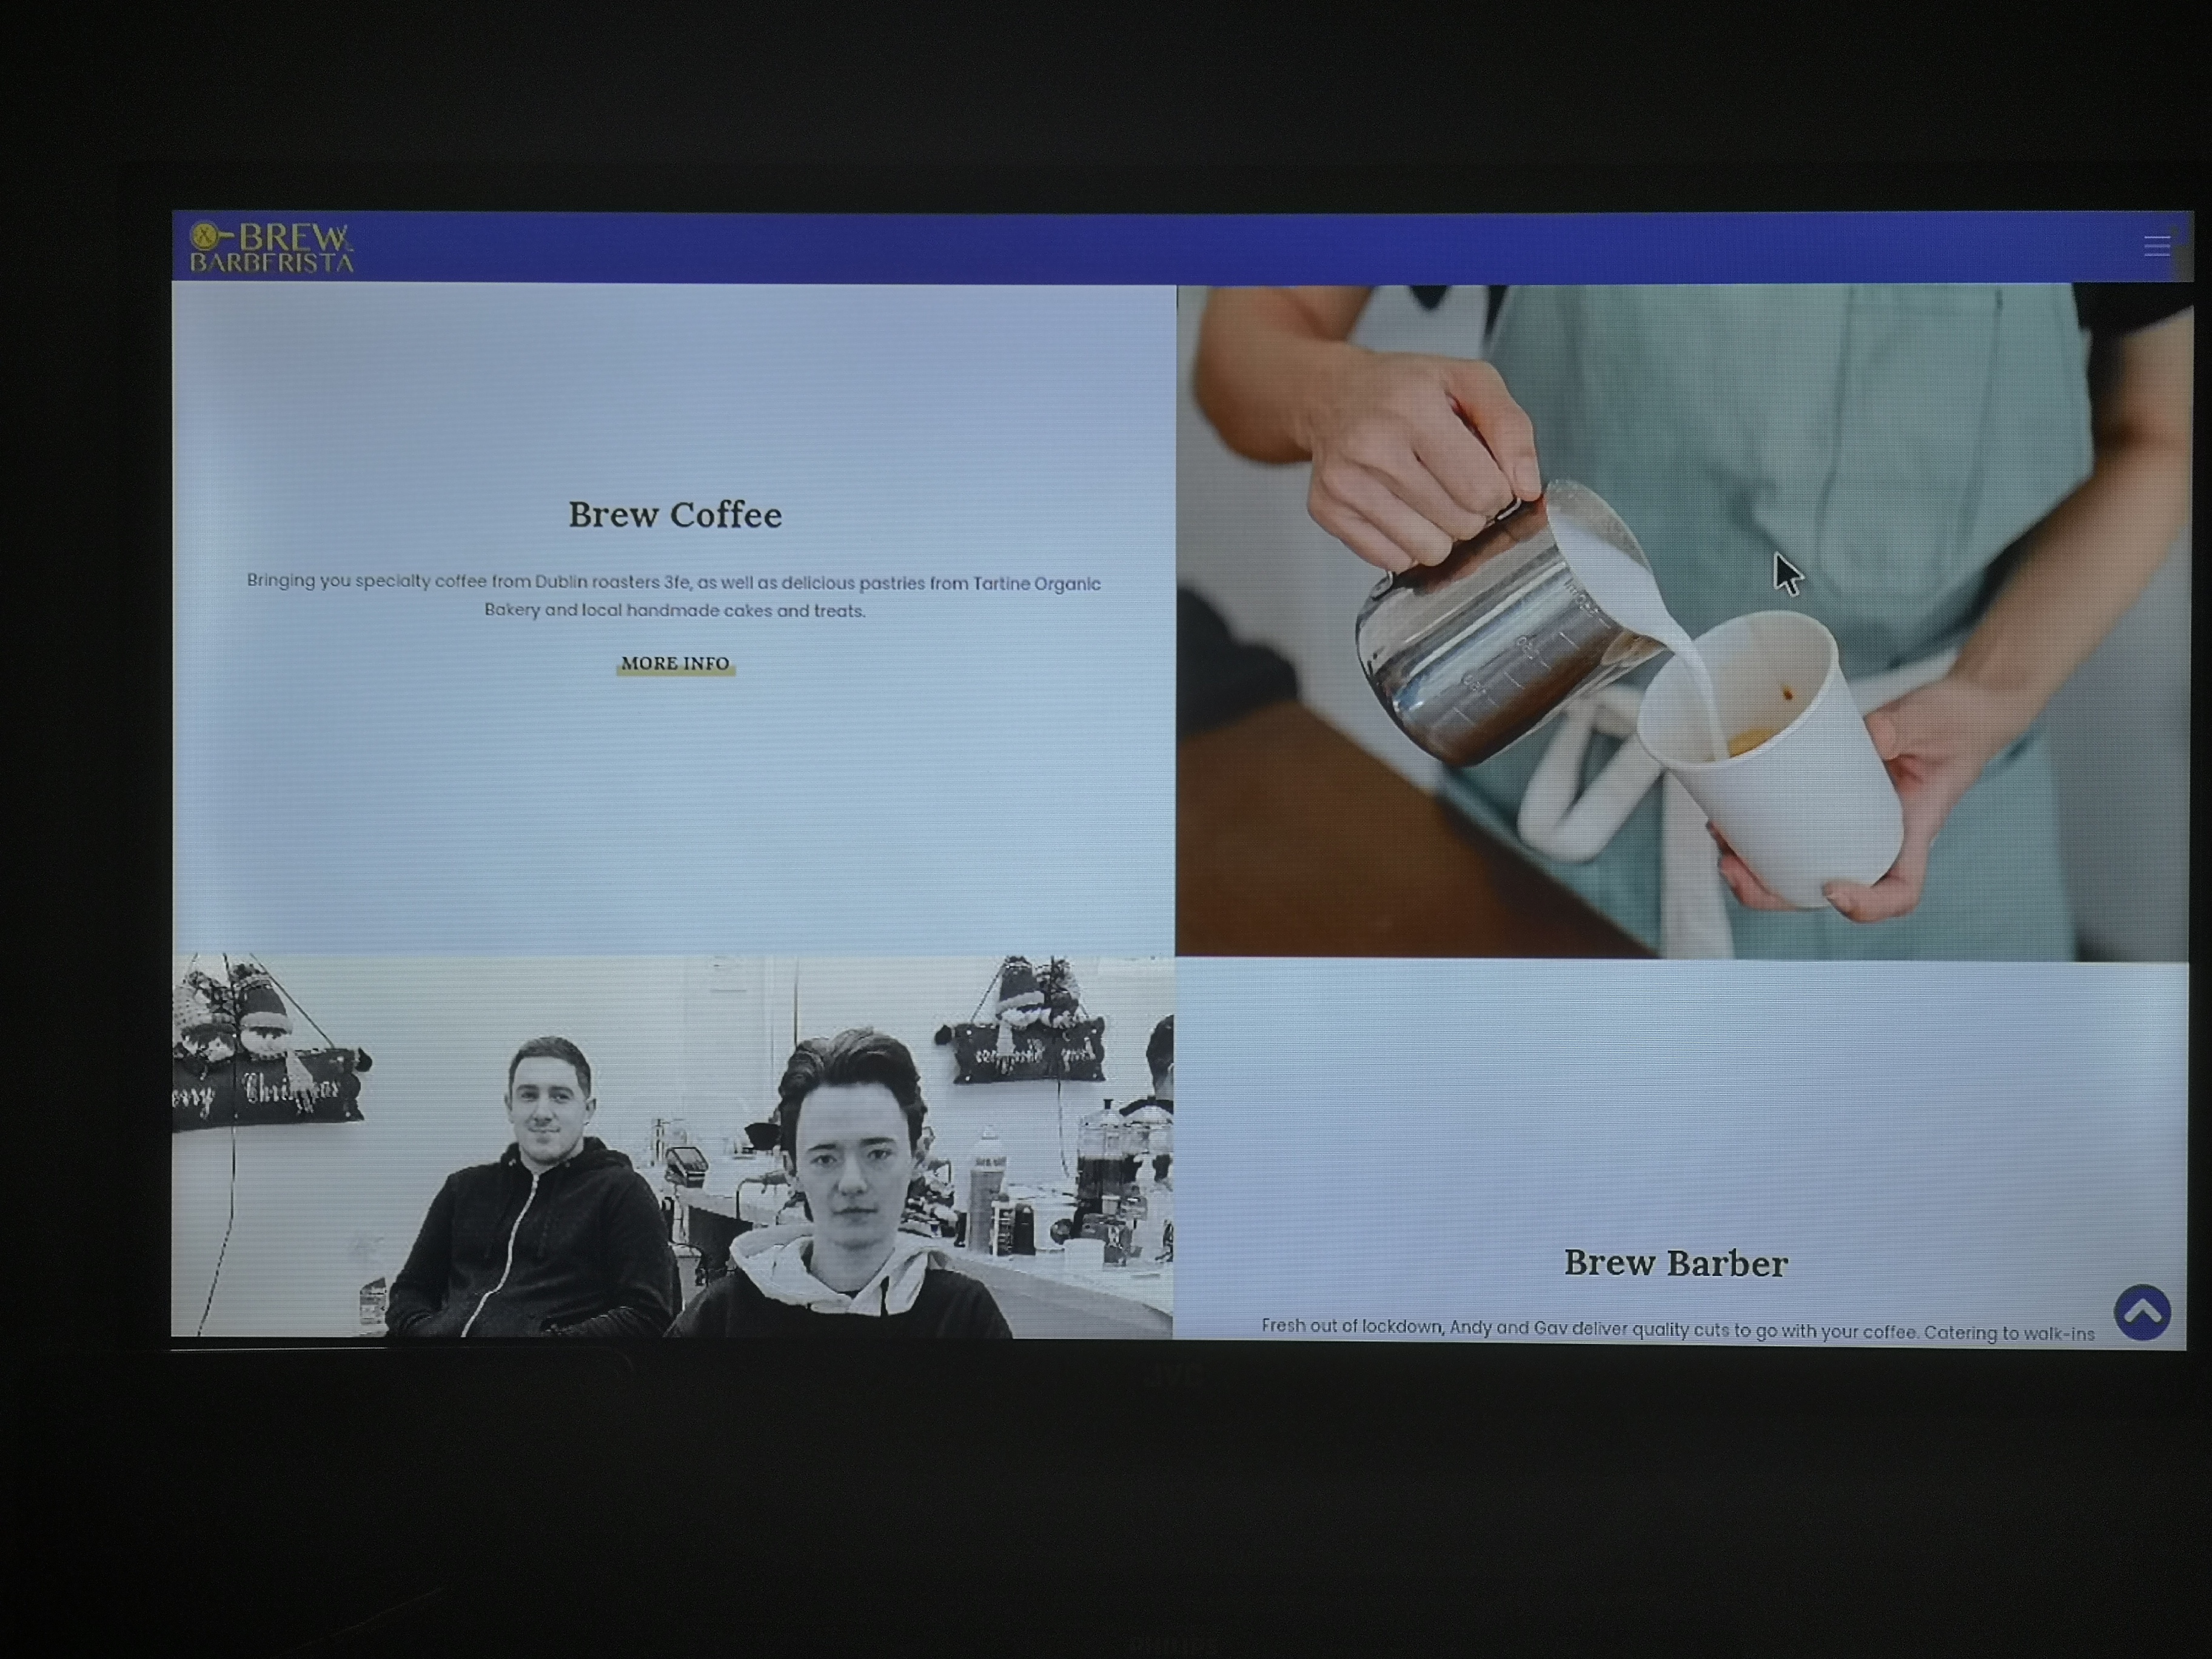 BREW
BARBERISTA
Brew Coffee
Bringing you specialty coffee from Dublin roasters 3fe, as well as delicious pastries from Tartine Organic
Bakery and local handmade cakes and treats.
MORE INFO
Christmas
Brew Barber
Fresh out of lockdown, Andy and Gav deliver quality cuts to go with your coffee. Catering to walk-ins
JVC